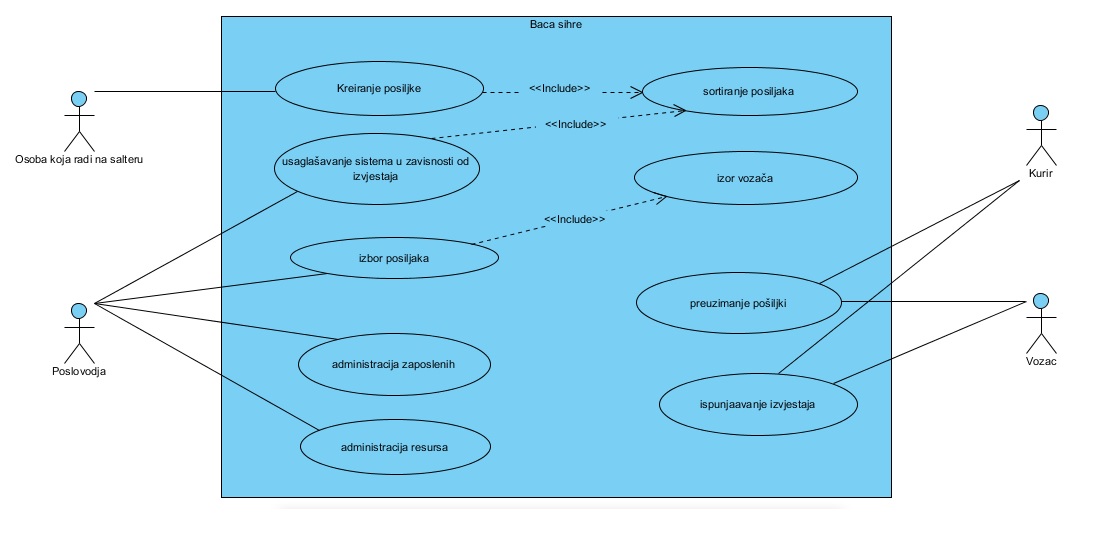 Baca sihre
Kreiranje posiljke
<<Include>>
sortiranje posiljaka
<<Include>>
Osoba koja radi na salteru
usaglašavanje sistema u zavisnosti od
izvjestaja
izor vozača
Kurir
<<Include>>
izbor posiljaka
preuzimanje pošiljki
Poslovodja
Vozac
administracija zaposlenih
ispunjaavanje izvjestaja
administracija resursa